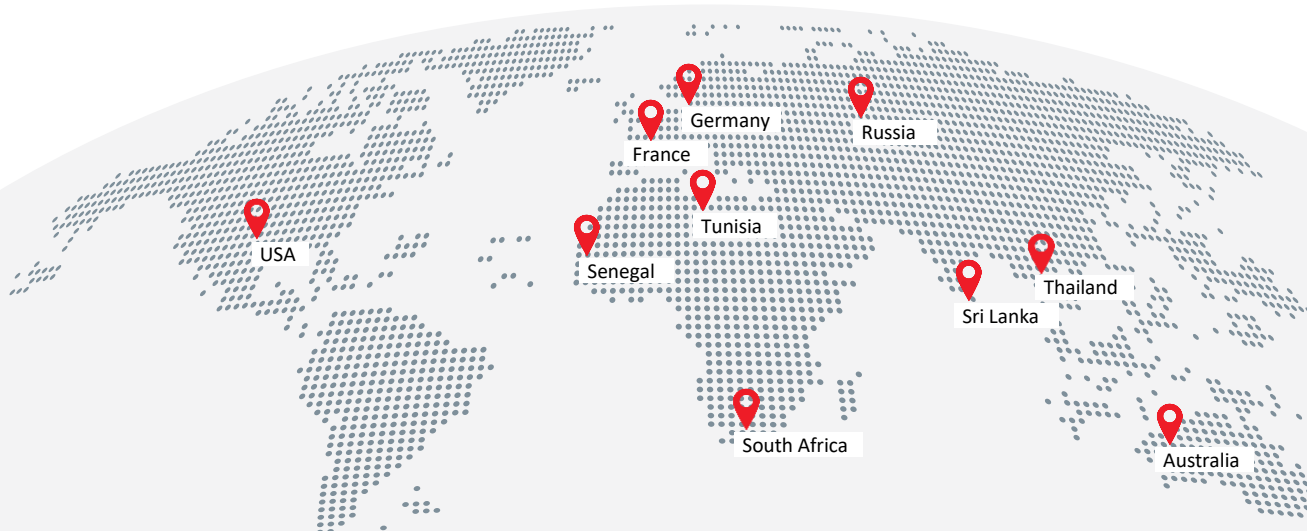 Germany
Russia
France
Tunisia
USA
Senegal
Thailand
Sri Lanka
South Africa
Australia